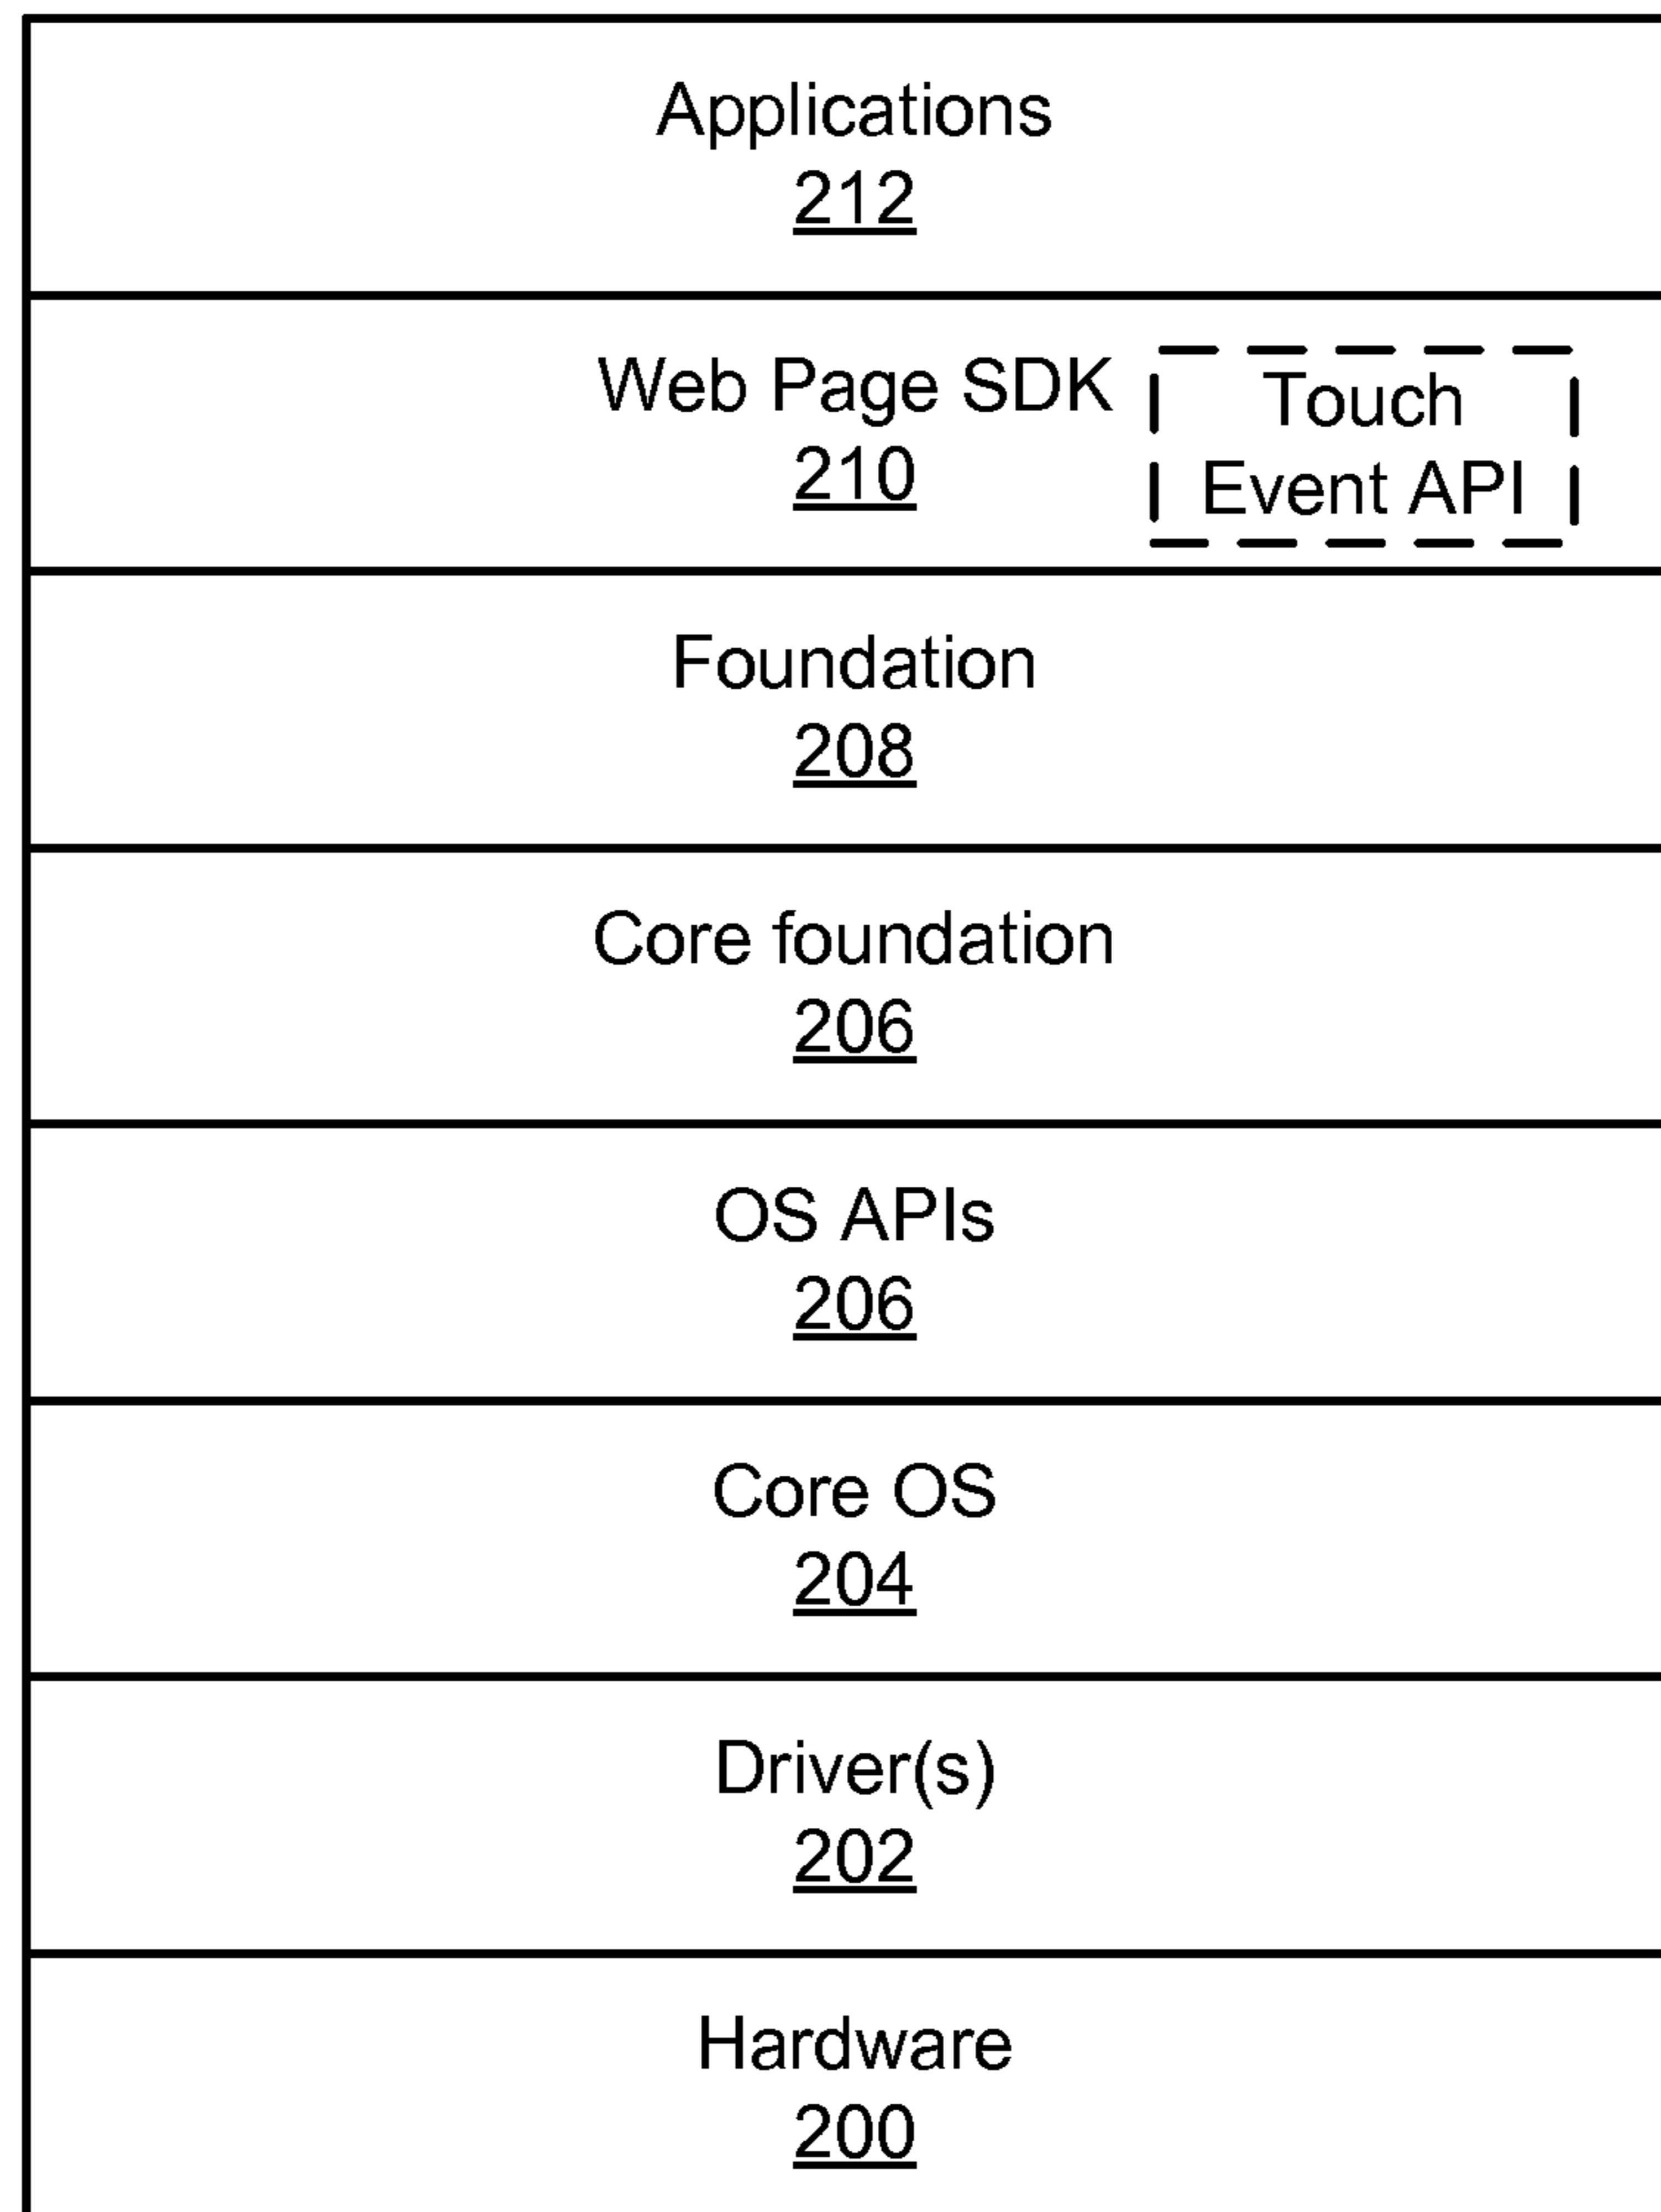 Applications
212
Web Page SDK
210
Touch
Event API
Foundation
208
Core foundation
206
OS APIs
206
Core OS
204
Driver(s)
202
Hardware
200